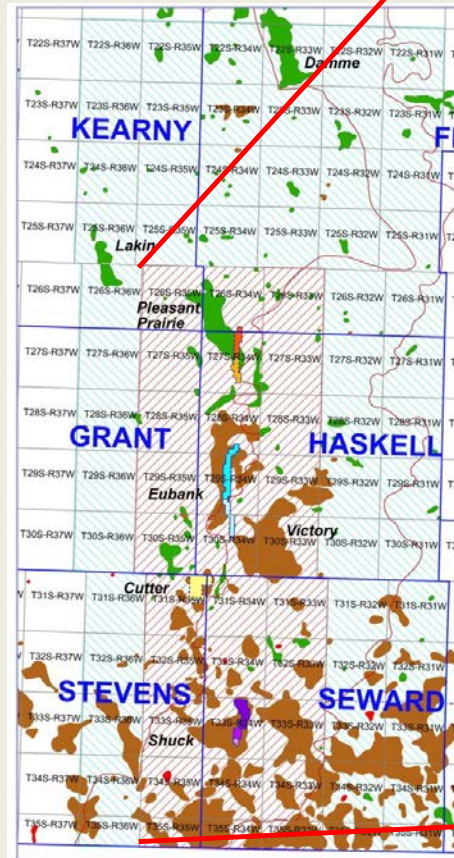 T22S-R37W T22S-R36W T22S-R35W T22S-R34W T22S-R33W T22S-R32W T22S-R31W
Damme
T23S-R37W T23S-R36W T23S-R35W T23S-R34W T23S-R33W T23S-R32W T23S-R31W
KEARNY
T24S-R37W T24S-R36W T24S-R35W T24S-R34W T24S-R33W T24S-R32W T24S-R31W
T25S-R37W T25S-R36W T25S-R35W T25S-R34W T25S-R33W T25S-R32W T25S-R31W
Lakin
T26S-R37W T26S-R36W T26S-R35W T26S-R34W T26S-R33W T26S-R32W T26S-R31W
Pleasant
Prairie
T27S-R37W T27S-R36W T27S-R35W T27S-R34W T27S-R33W T27S-R32W T27S-R31W
T28S-R37W T28S-R36W T28S-R35W T28S-R34W T28S-R33W T28S-R32W T28S-R31W
GRANT HASKELL
T29S-R37W T29S-R36W T29S-R35W T29S-R34W T29S-R33W T29S-R32W T29S-R31W
Eubank
Victory
T30S-R37W T30S-R36W T30S-R35W T30S-R34W T30S-R33W T30S-R32W T30S-R31W
Cutter
T31S-R37W T31S-R36W T31S-R35W T31S-R34W T31S-R33W T31S-R32W T31S-R31W
T32S-R37W T32S-R36W T32S-R35W T32S-R34W T32S-R33W T32S-R32W T32S-R31W
STEVENS SEWARD
T33S-R37W T33S-R36W T33S-R35W T33S-R34W T33S-R33W T33S-R32W T33S-R31W
Shuck
T34S-R37W T34S-R36W T34S-R35W T34S-R34W T34S-R33W T34S-R32W T34S-R31W
T35S-R37W T35S-R36W T35S-R35W T35S-R34W T35S-R33W T35S-R32W T35S-R31W